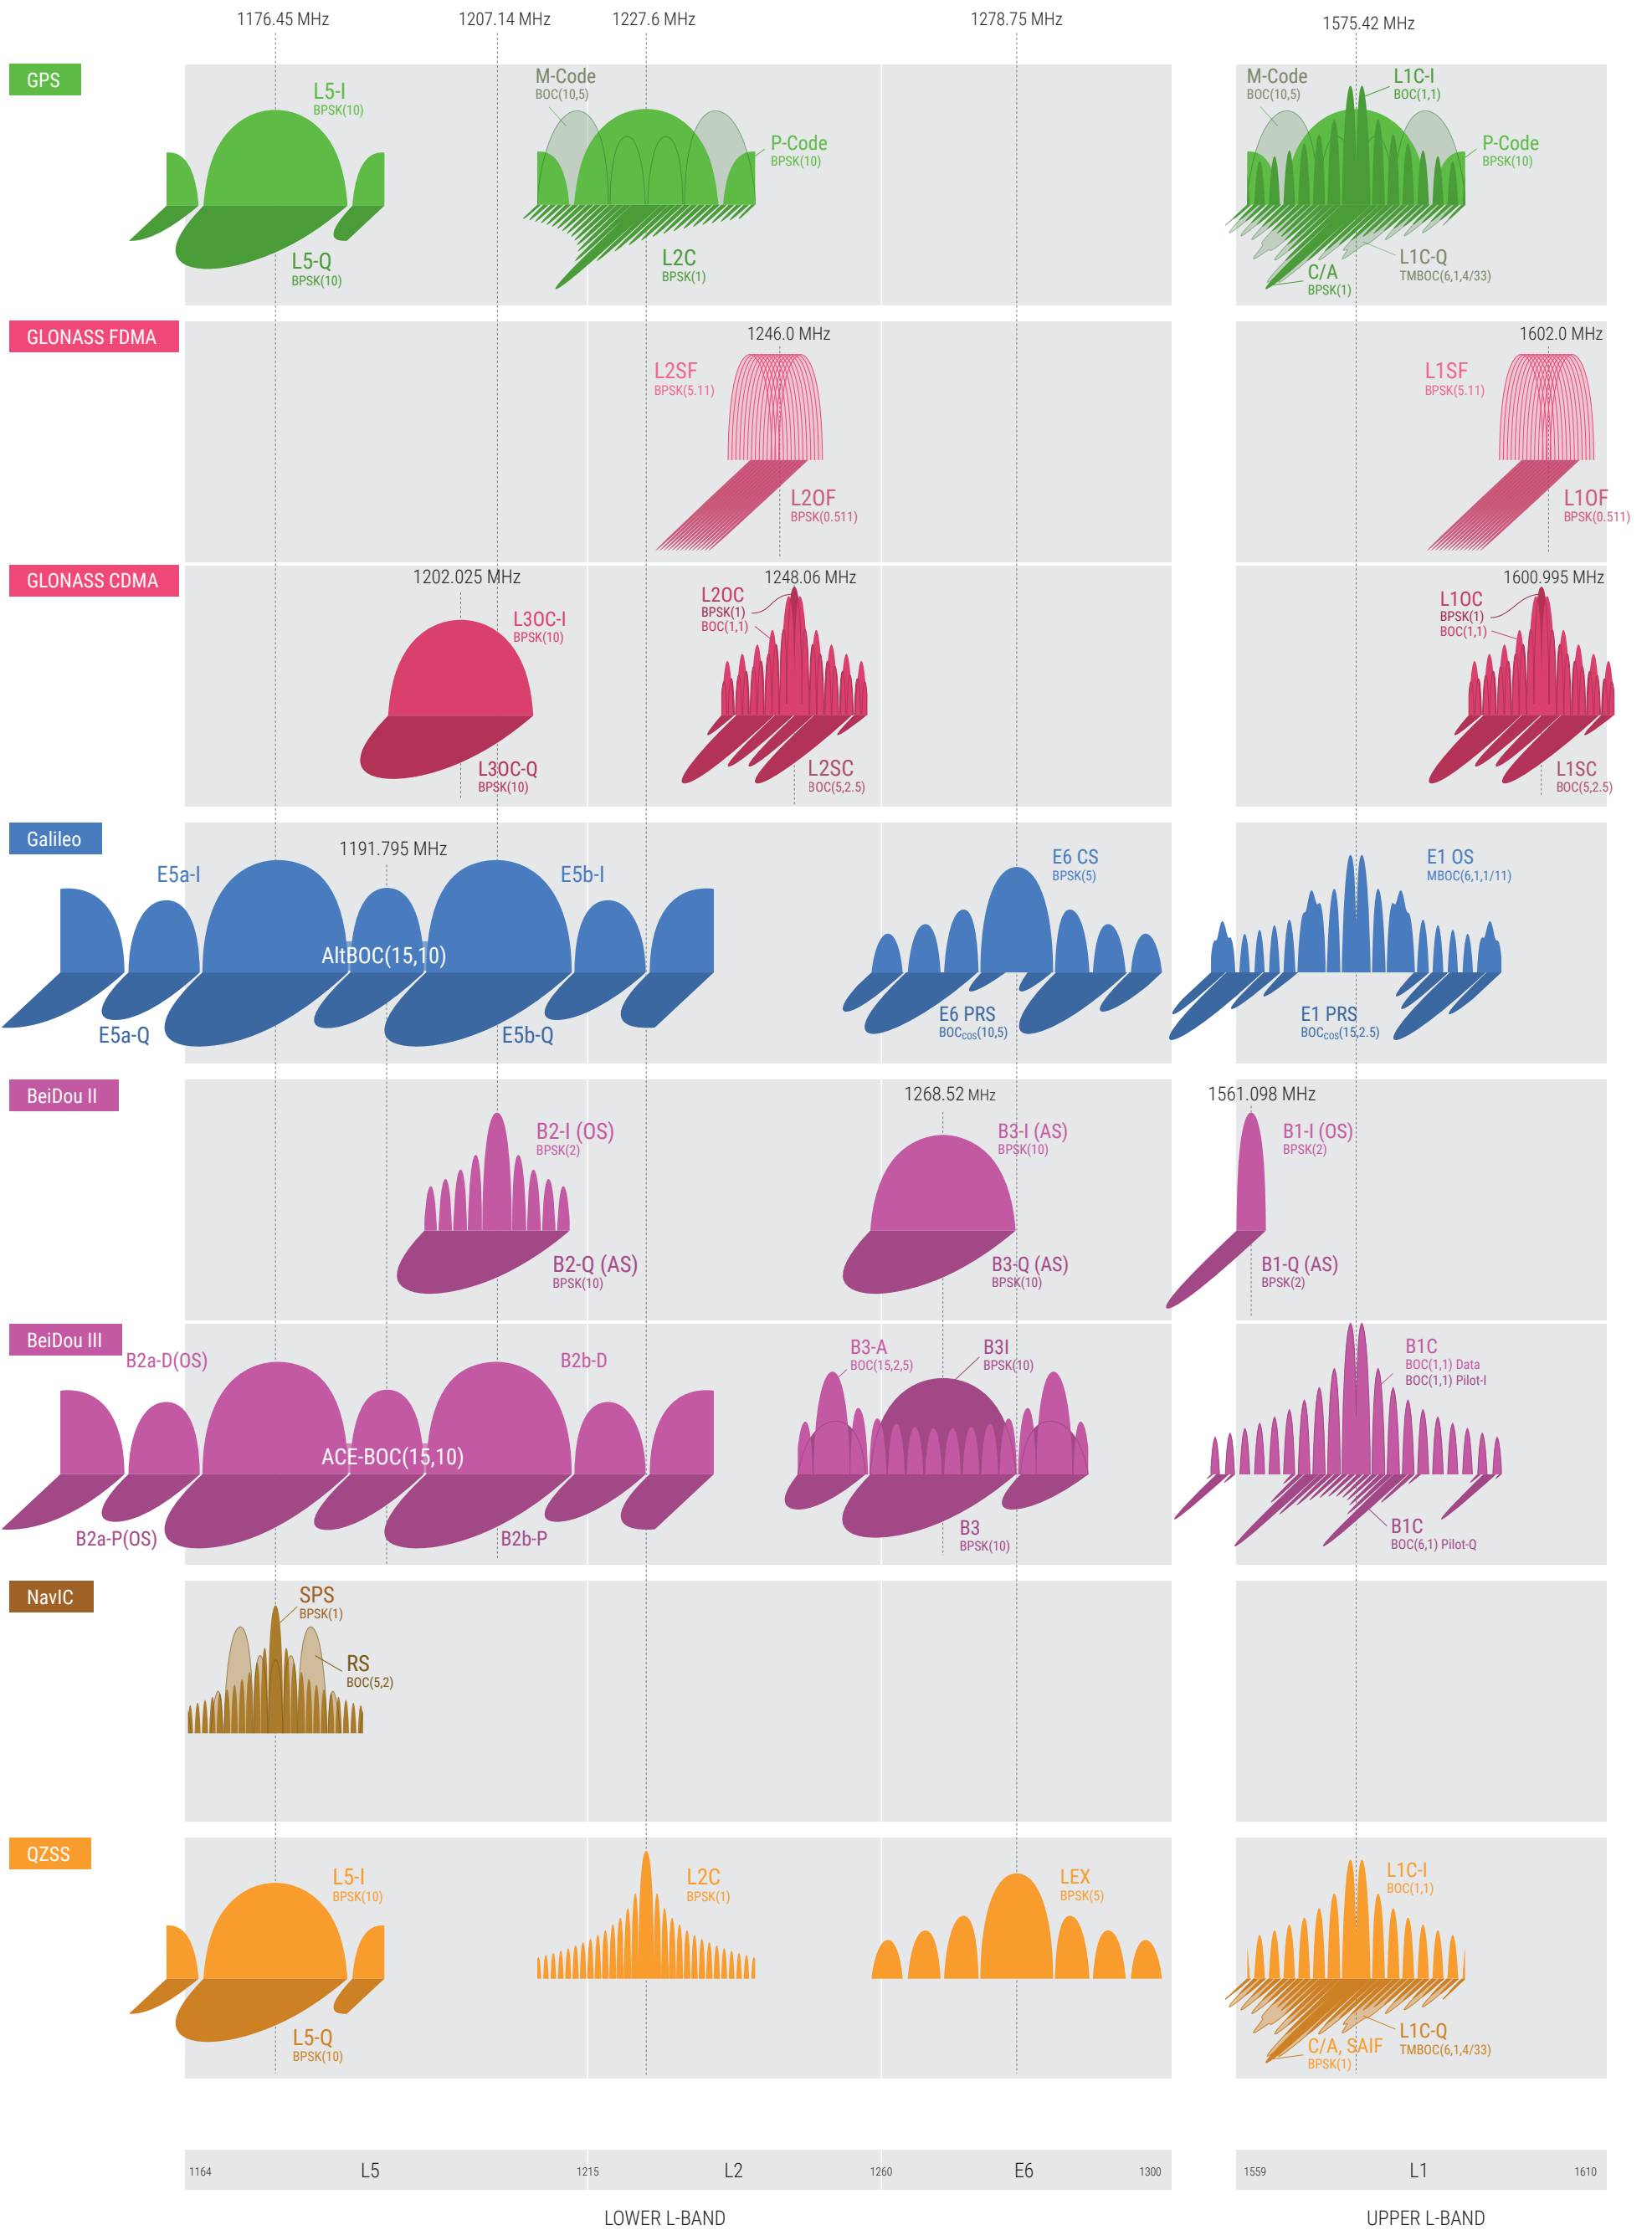 1176.45 MHz
1207.14 MHz
1227.6 MHz
1278.75 MHz
1575.42 MHz
GPS
L5-I
BPSK(10)
L5-Q
BPSK(10)
M-Code
BOC(10,5)
P-Code
BPSK(10)
L2C
BPSK(1)
M-Code
BOC(10,5)
L1C-I
BOC(1,1)
P-Code
BPSK(10)
L1C-Q
TMBOC(6,1,4/33)
C/A
BPSK(1)
GLONASS FDMA
1246.0 MHz
L2SF
BPSK(5.11)
L2OF
BPSK(0.511)
1602.0 MHz
L1SF
BPSK(5.11)
L1OF
BPSK(0.511)
GLONASS CDMA
1202.025 MHz
L3OC-I
BPSK(10)
L3OC-Q
BPSK(10)
1248.06 MHz
L2OC
BPSK(1)
BOC(1,1)
L2SC
BOC(5,2.5)
1600.995 MHz
L1OC
BPSK(1)
BOC(1,1)
L1SC
BOC(5,2.5)
Galileo
E5a-I
1191.795 MHz
E5b-I
AltBOC(15,10)
E5a-Q
E5b-Q
E6 CS
BPSK(5)
E6 PRS
BOCcos(10,5)
E1 OS
MBOC(6,1,1/11)
E1 PRS
BOCcos(15,2.5)
BeiDou II
B2-I (OS)
BPSK(2)
B2-Q (AS)
BPSK(10)
1268.52 MHz
B3-I (AS)
BPSK(10)
B3-Q (AS)
BPSK(10)
1561.098 MHz
B1-I (OS)
BPSK(2)
B1-Q (AS)
BPSK(2)
BeiDou III
B2a-D(OS)
B2b-D
ACE-BOC(15,10)
B2a-P(OS)
B2b-P
B3-A
BOC(15,2,5)
B3I
BPSK(10)
B3
BPSK(10)
B1C
BOC(1,1) Data
BOC(1,1) Pilot-I
B1C
BOC(6,1) Pilot-Q
NavIC
SPS
BPSK(1)
RS
BOC(5,2)
QZSS
L5-I
BPSK(10)
L5-Q
BPSK(10)
L2C
BPSK(1)
LEX
BPSK(5)
L1C-I
BOC(1,1)
L1C-Q
TMBOC(6,1,4/33)
C/A, SAIF
BPSK(1)
1164
L5
1215
L2
1260
E6
1300
1559
L1
1610
LOWER L-BAND
UPPER L-BAND